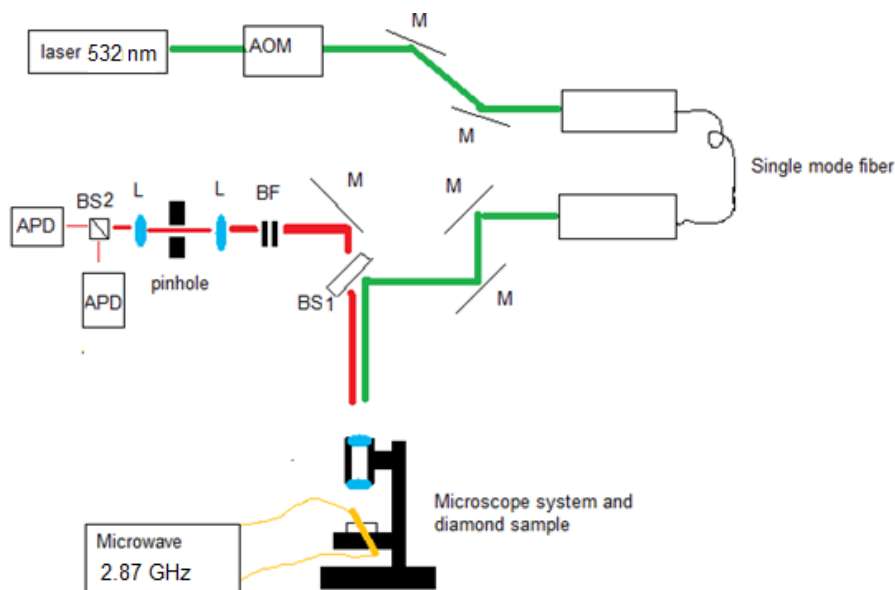 M
laser 532 nm
AOM
M
Single mode fiber
M
M
L
L
BF
BS2
APD
pinhole
M
BS1
APD
Microscope system and
diamond sample
Microwave
2.87 GHz